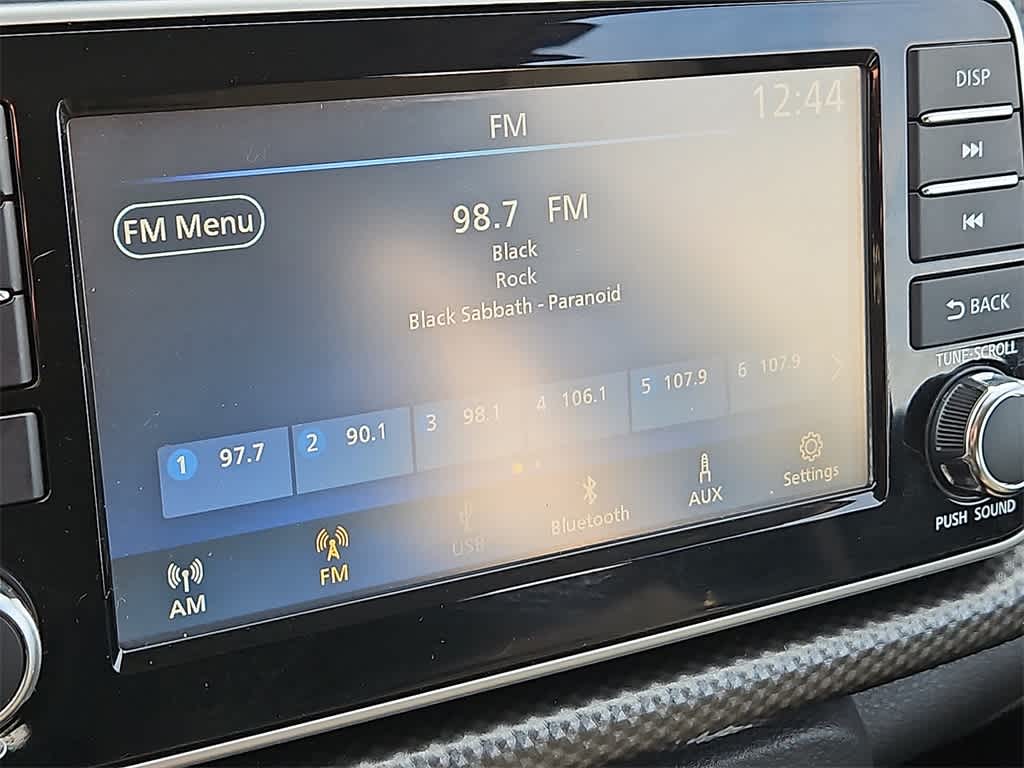 FM
12:44
FM Menu
98.7 FM
Black
Rock
Black Sabbath - Paranoid
1 97.7
2 90.1
3 98.1
4 106.1
5 107.9
6 107.9
AM
FM
USB
Bluetooth
AUX
Settings
DISP
BACK
TUNE·SCROLL
PUSH SOUND